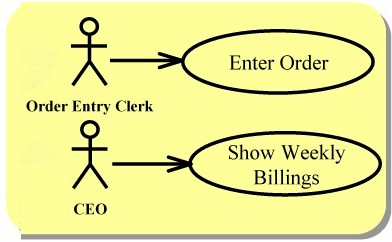 Enter Order
Order Entry Clerk
Show Weekly
Billings
CEO